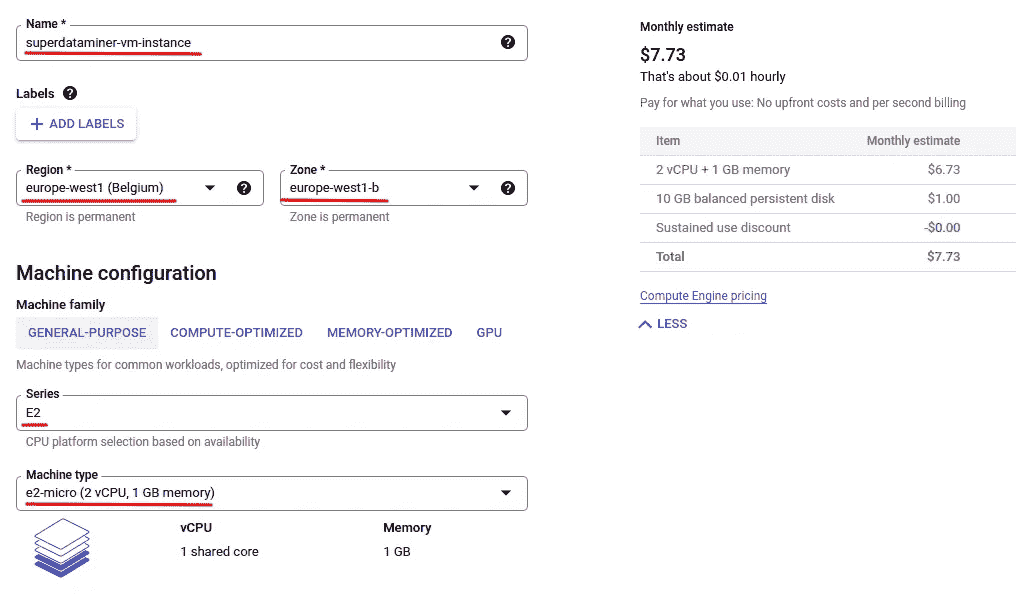 Name *
superdataminer-vm-instance
Labels
ADD LABELS
Region *
europe-west1 (Belgium)
Region is permanent
Zone *
europe-west1-b
Zone is permanent
Machine configuration
Machine family
GENERAL-PURPOSE COMPUTE-OPTIMIZED MEMORY-OPTIMIZED GPU
Machine types for common workloads, optimized for cost and flexibility
Series
E2
CPU platform selection based on availability
Machine type
e2-micro (2 vCPU, 1 GB memory)
vCPU Memory
1 shared core 1 GB
Monthly estimate
$7.73
That's about $0.01 hourly
Pay for what you use: No upfront costs and per second billing
Item Monthly estimate
2 vCPU + 1 GB memory $6.73
10 GB balanced persistent disk $1.00
Sustained use discount -$0.00
Total $7.73
Compute Engine pricing
LESS